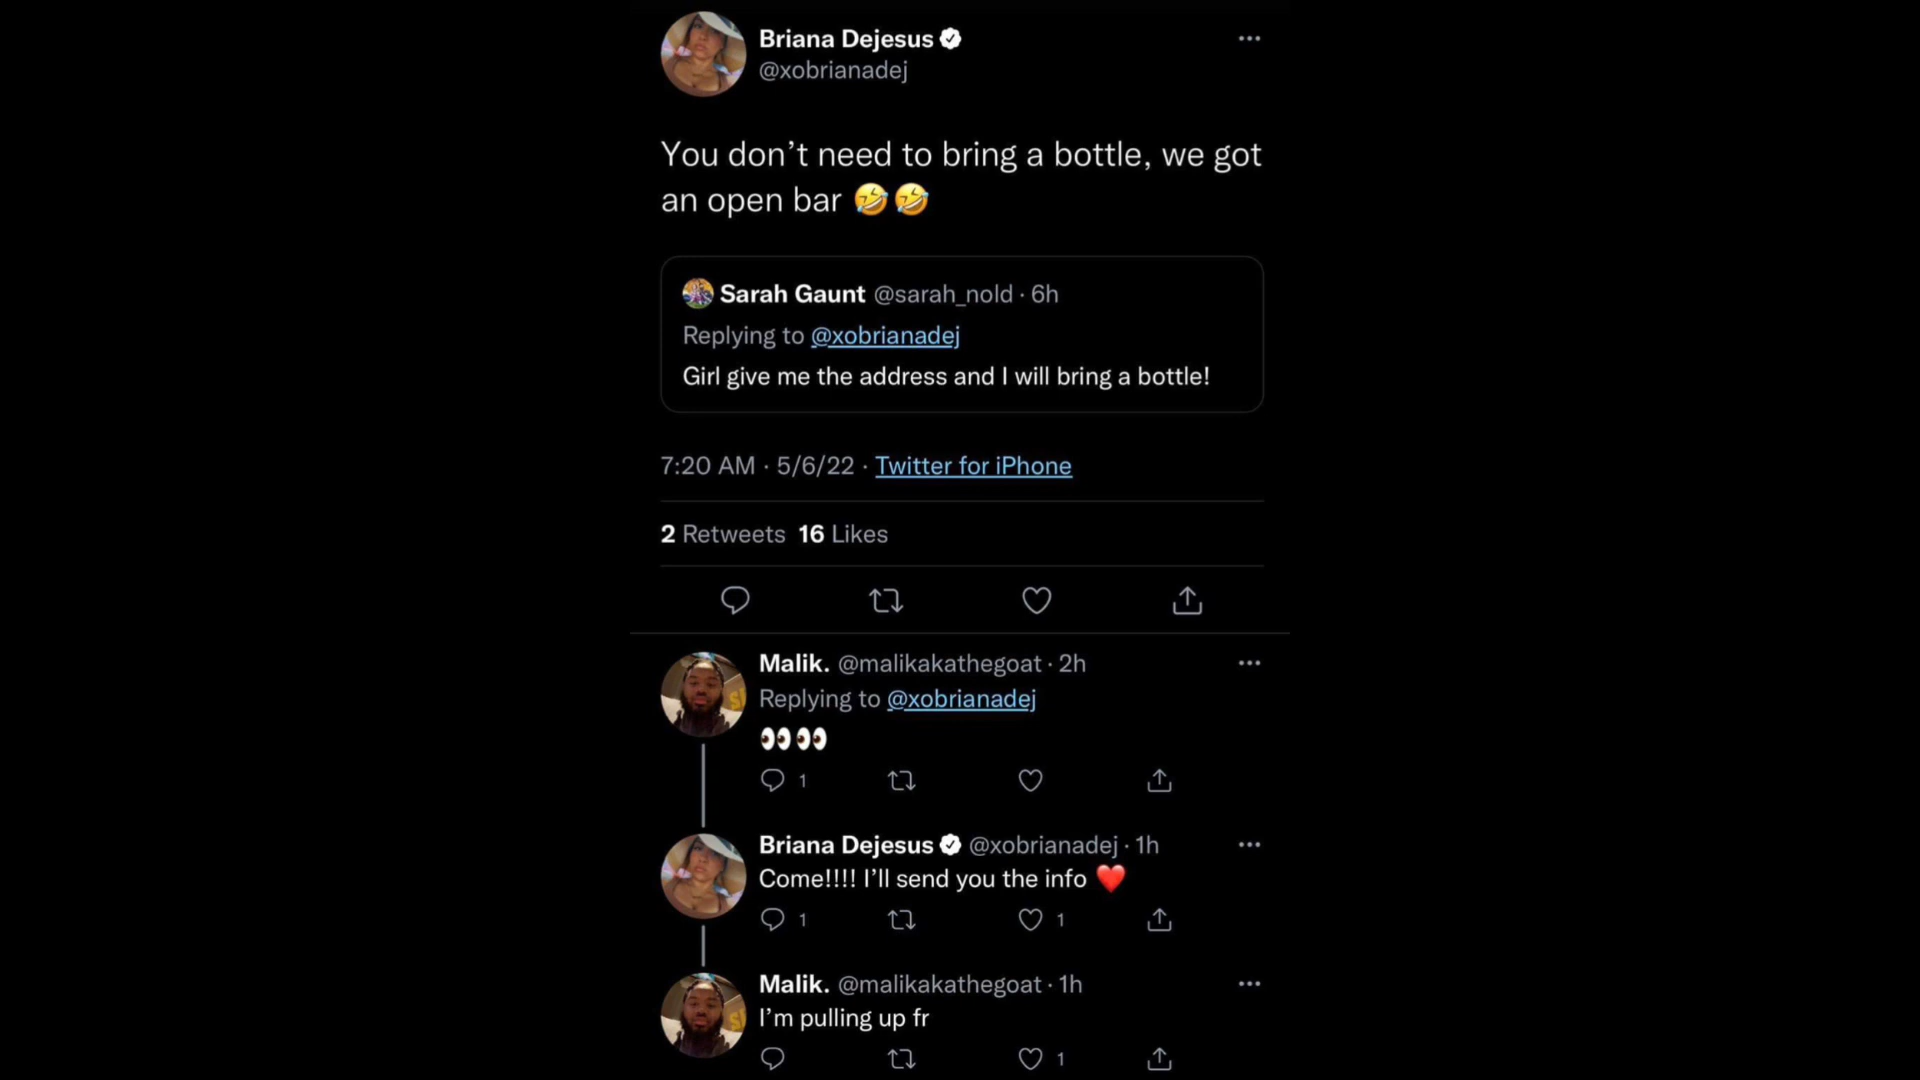 Briana Dejesus
@xobrianadej
You don’t need to bring a bottle, we got
an open bar 🤣🤣
Sarah Gaunt @sarah_nold · 6h
Replying to @xobrianadej
Girl give me the address and I will bring a bottle!
7:20 AM · 5/6/22 · Twitter for iPhone
2 Retweets 16 Likes
Malik. @malikakathegoat · 2h
Replying to @xobrianadej
👀👀
1
Briana Dejesus @xobrianadej · 1h
Come!!!! I’ll send you the info ❤️
1 1
Malik. @malikakathegoat · 1h
I’m pulling up fr
1